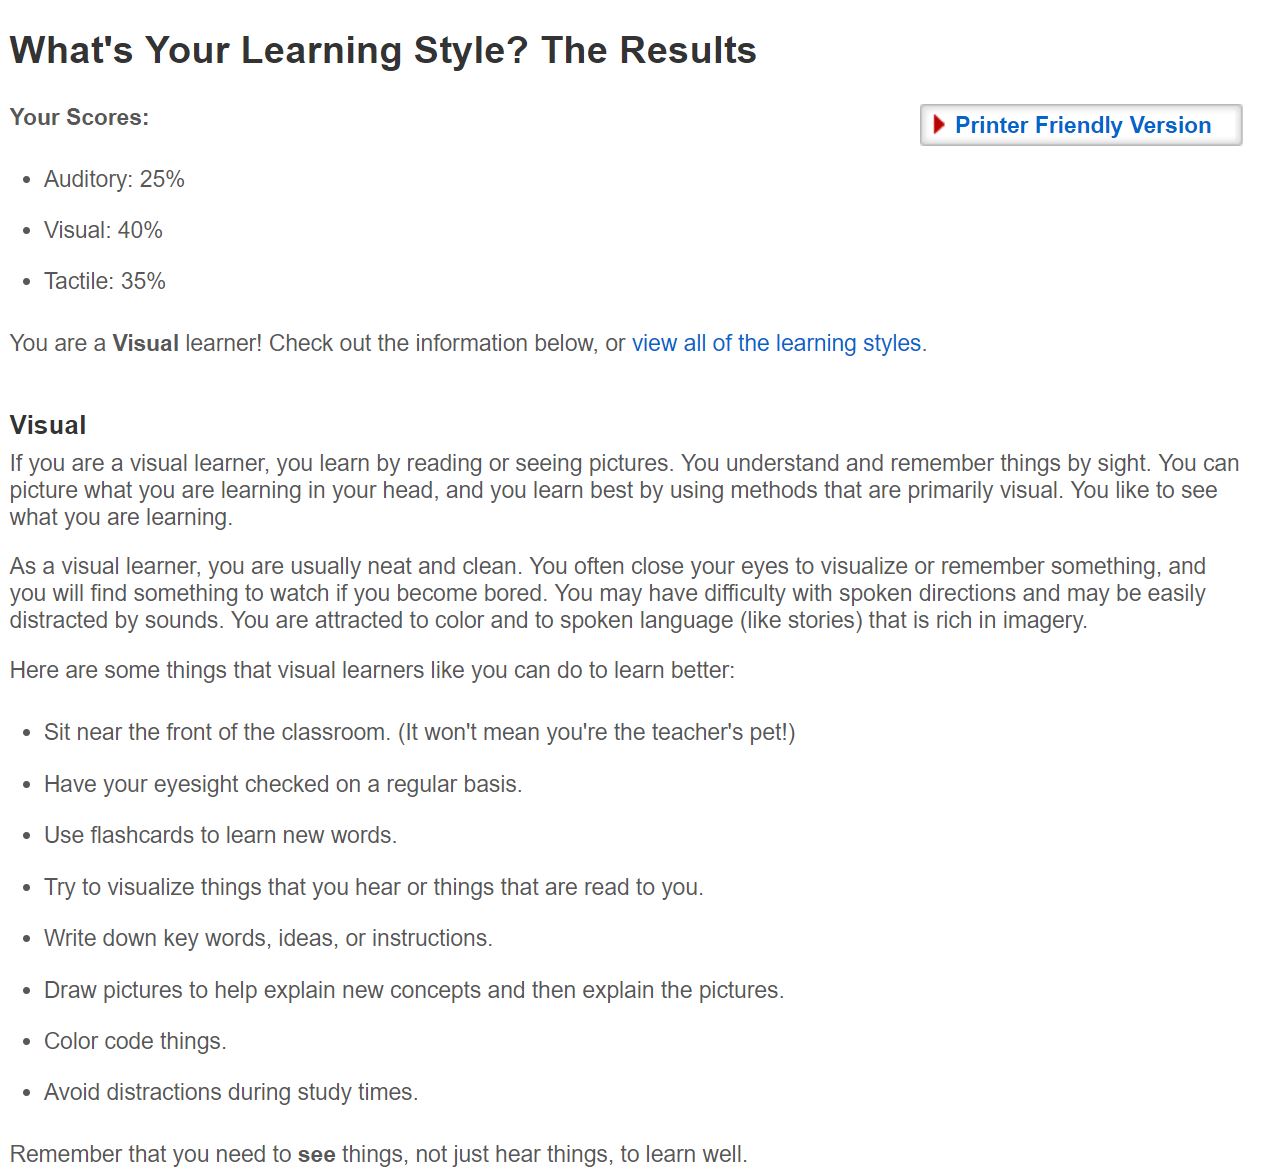 What's Your Learning Style? The Results
Your Scores:
Printer Friendly Version
• Auditory: 25%
• Visual: 40%
• Tactile: 35%
You are a Visual learner! Check out the information below, or view all of the learning styles.
Visual
If you are a visual learner, you learn by reading or seeing pictures. You understand and remember things by sight. You can
picture what you are learning in your head, and you learn best by using methods that are primarily visual. You like to see
what you are learning.
As a visual learner, you are usually neat and clean. You often close your eyes to visualize or remember something, and
you will find something to watch if you become bored. You may have difficulty with spoken directions and may be easily
distracted by sounds. You are attracted to color and to spoken language (like stories) that is rich in imagery.
Here are some things that visual learners like you can do to learn better:
• Sit near the front of the classroom. (It won't mean you're the teacher's pet!)
• Have your eyesight checked on a regular basis.
• Use flashcards to learn new words.
• Try to visualize things that you hear or things that are read to you.
• Write down key words, ideas, or instructions.
• Draw pictures to help explain new concepts and then explain the pictures.
• Color code things.
• Avoid distractions during study times.
Remember that you need to see things, not just hear things, to learn well.